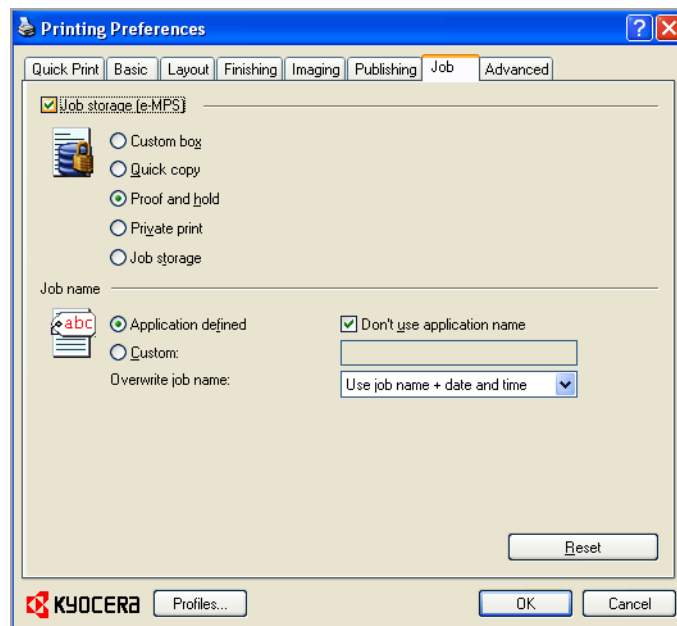 Printing Preferences
Quick Print Basic Layout Finishing Imaging Publishing Job Advanced
Job storage (e-MPS)
Custom box
Quick copy
Proof and hold
Private print
Job storage
Job name
abc
Application defined Don't use application name
Custom:
Overwrite job name: Use job name + date and time
Reset
KYOCERA Profiles... OK Cancel